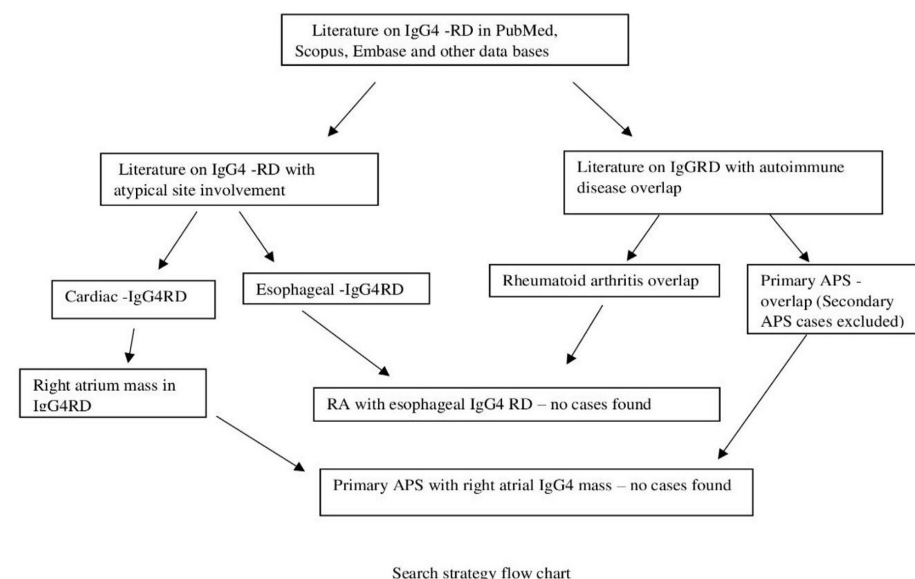 Literature on IgG4 -RD in PubMed,
Scopus, Embase and other data bases
Literature on IgG4 -RD with
atypical site involvement
Literature on IgGRD with autoimmune
disease overlap
Cardiac -IgG4RD
Esophageal -IgG4RD
Rheumatoid arthritis overlap
Primary APS -
overlap (Secondary
APS cases excluded)
Right atrium mass in
IgG4RD
RA with esophageal IgG4 RD – no cases found
Primary APS with right atrial IgG4 mass – no cases found
Search strategy flow chart